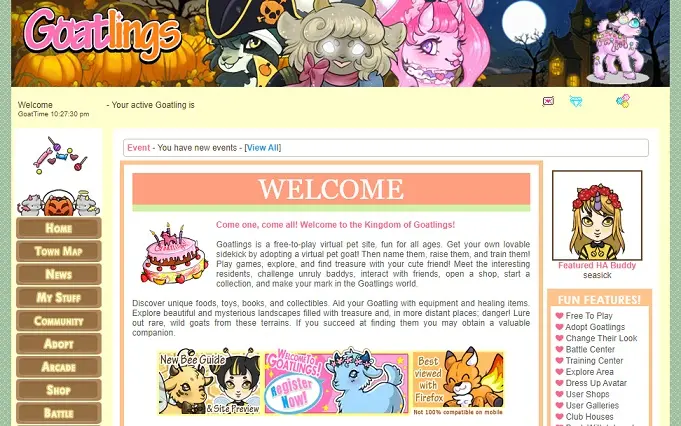 Goatlings
Welcome - Your active Goatling is
GoatTime 10:27:30 pm
Event - You have new events - [View All]
Home
Town Map
News
My Stuff
Community
Adopt
Arcade
Shop
Battle
WELCOME
Come one, come all! Welcome to the Kingdom of Goatlings!
Goatlings is a free-to-play virtual pet site, fun for all ages. Get your own lovable
sidekick by adopting a virtual pet goat! Then name them, raise them, and train them!
Play games, explore, and find treasure with your cute friend! Meet the interesting
residents, challenge unruly baddys, interact with friends, open a shop, start a
collection, and make your mark in the Goatlings world.
Discover unique foods, toys, books, and collectibles. Aid your Goatling with equipment and healing items.
Explore beautiful and mysterious landscapes filled with treasure and, in more distant places; danger! Lure
out rare, wild goats from these terrains. If you succeed at finding them you may obtain a valuable
companion.
New Bee Guide
& Site Preview
Welcome to
GOATLINGS!
Register
Now!
Best
viewed
with
Firefox
Not 100% compatible on mobile
Featured HA Buddy
seasick
FUN FEATURES!
Free To Play
Adopt Goatlings
Change Their Look
Battle Center
Training Center
Explore Area
Dress Up Avatar
User Shops
User Galleries
Club Houses